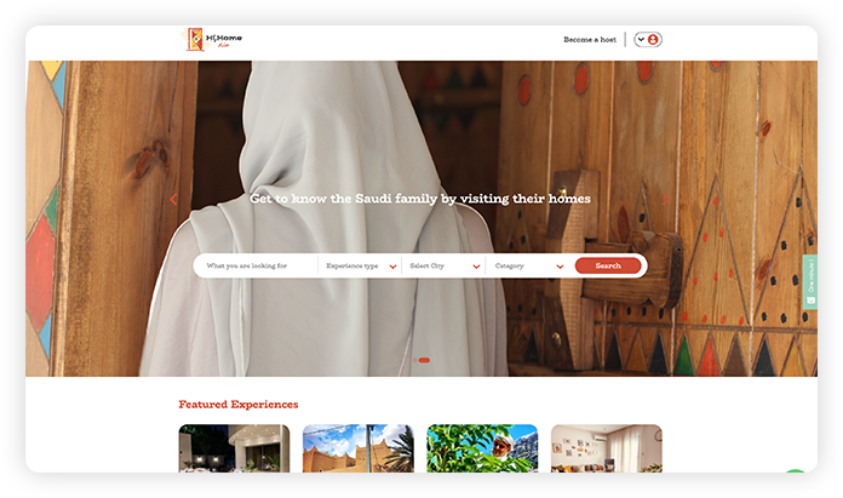 Hi Home
Become a host
Get to know the Saudi family by visiting their homes
What you are looking for
Experience type
Select City
Catagory
Search
Featured Experiences